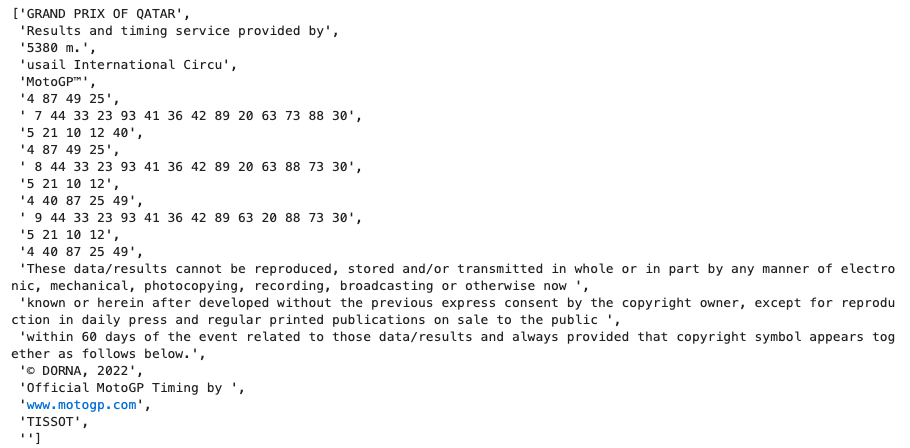 ['GRAND PRIX OF QATAR',
'Results and timing service provided by',
'5380 m.',
'usail International Circu',
'MotoGP™',
'4 87 49 25',
' 7 44 33 23 93 41 36 42 89 20 63 73 88 30',
'5 21 10 12 40',
'4 87 49 25',
' 8 44 33 23 93 41 36 42 89 20 63 88 73 30',
'5 21 10 12',
'4 40 87 25 49',
' 9 44 33 23 93 41 36 42 89 63 20 88 73 30',
'5 21 10 12',
'4 40 87 25 49',
'These data/results cannot be reproduced, stored and/or transmitted in whole or in part by any manner of electro
nic, mechanical, photocopying, recording, broadcasting or otherwise now ',
'known or herein after developed without the previous express consent by the copyright owner, except for reprodu
ction in daily press and regular printed publications on sale to the public ',
'within 60 days of the event related to those data/results and always provided that copyright symbol appears tog
ether as follows below.',
'© DORNA, 2022',
'Official MotoGP Timing by ',
'www.motogp.com',
'TISSOT',
'']